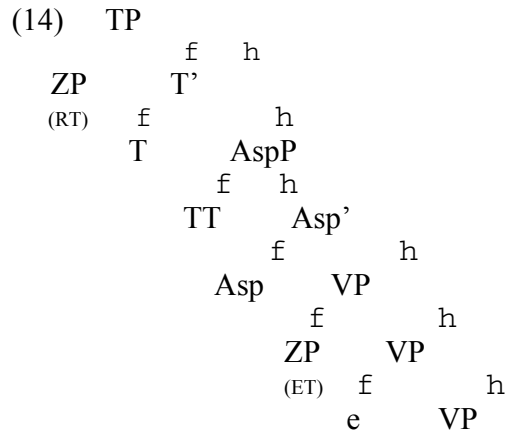 (14) TP
f h
ZP T’
(RT) f h
T AspP
f h
TT Asp’
f h
Asp VP
f h
ZP VP
(ET) f h
e VP